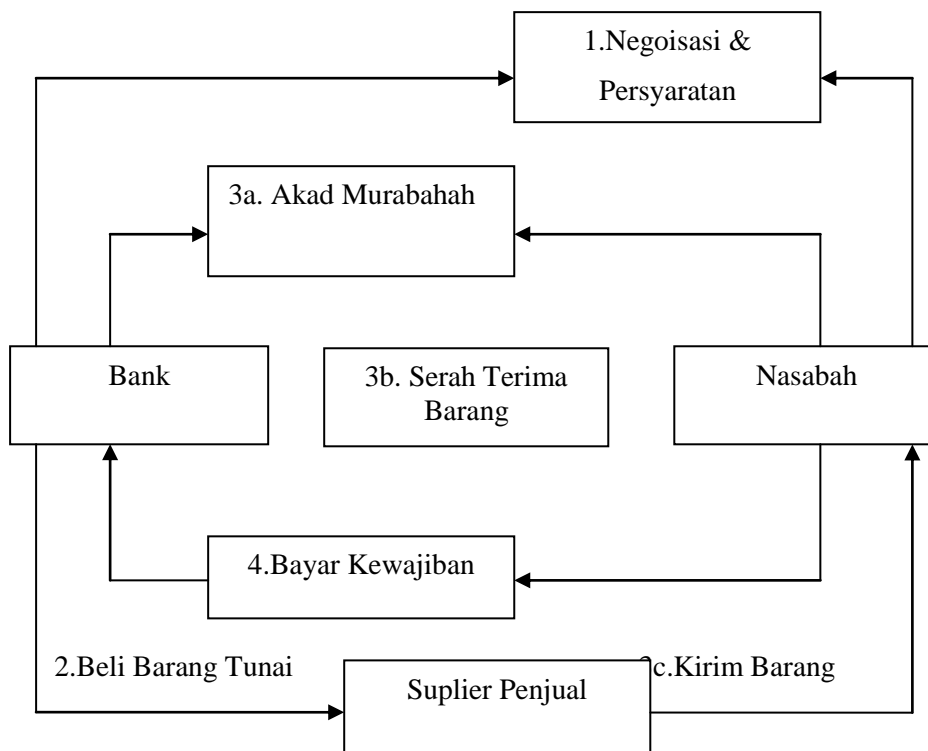 1.Negoisasi &
Persyaratan
3a. Akad Murabahah
Bank
3b. Serah Terima
Barang
Nasabah
4.Bayar Kewajiban
2.Beli Barang Tunai
Kirim Barang
Suplier Penjual